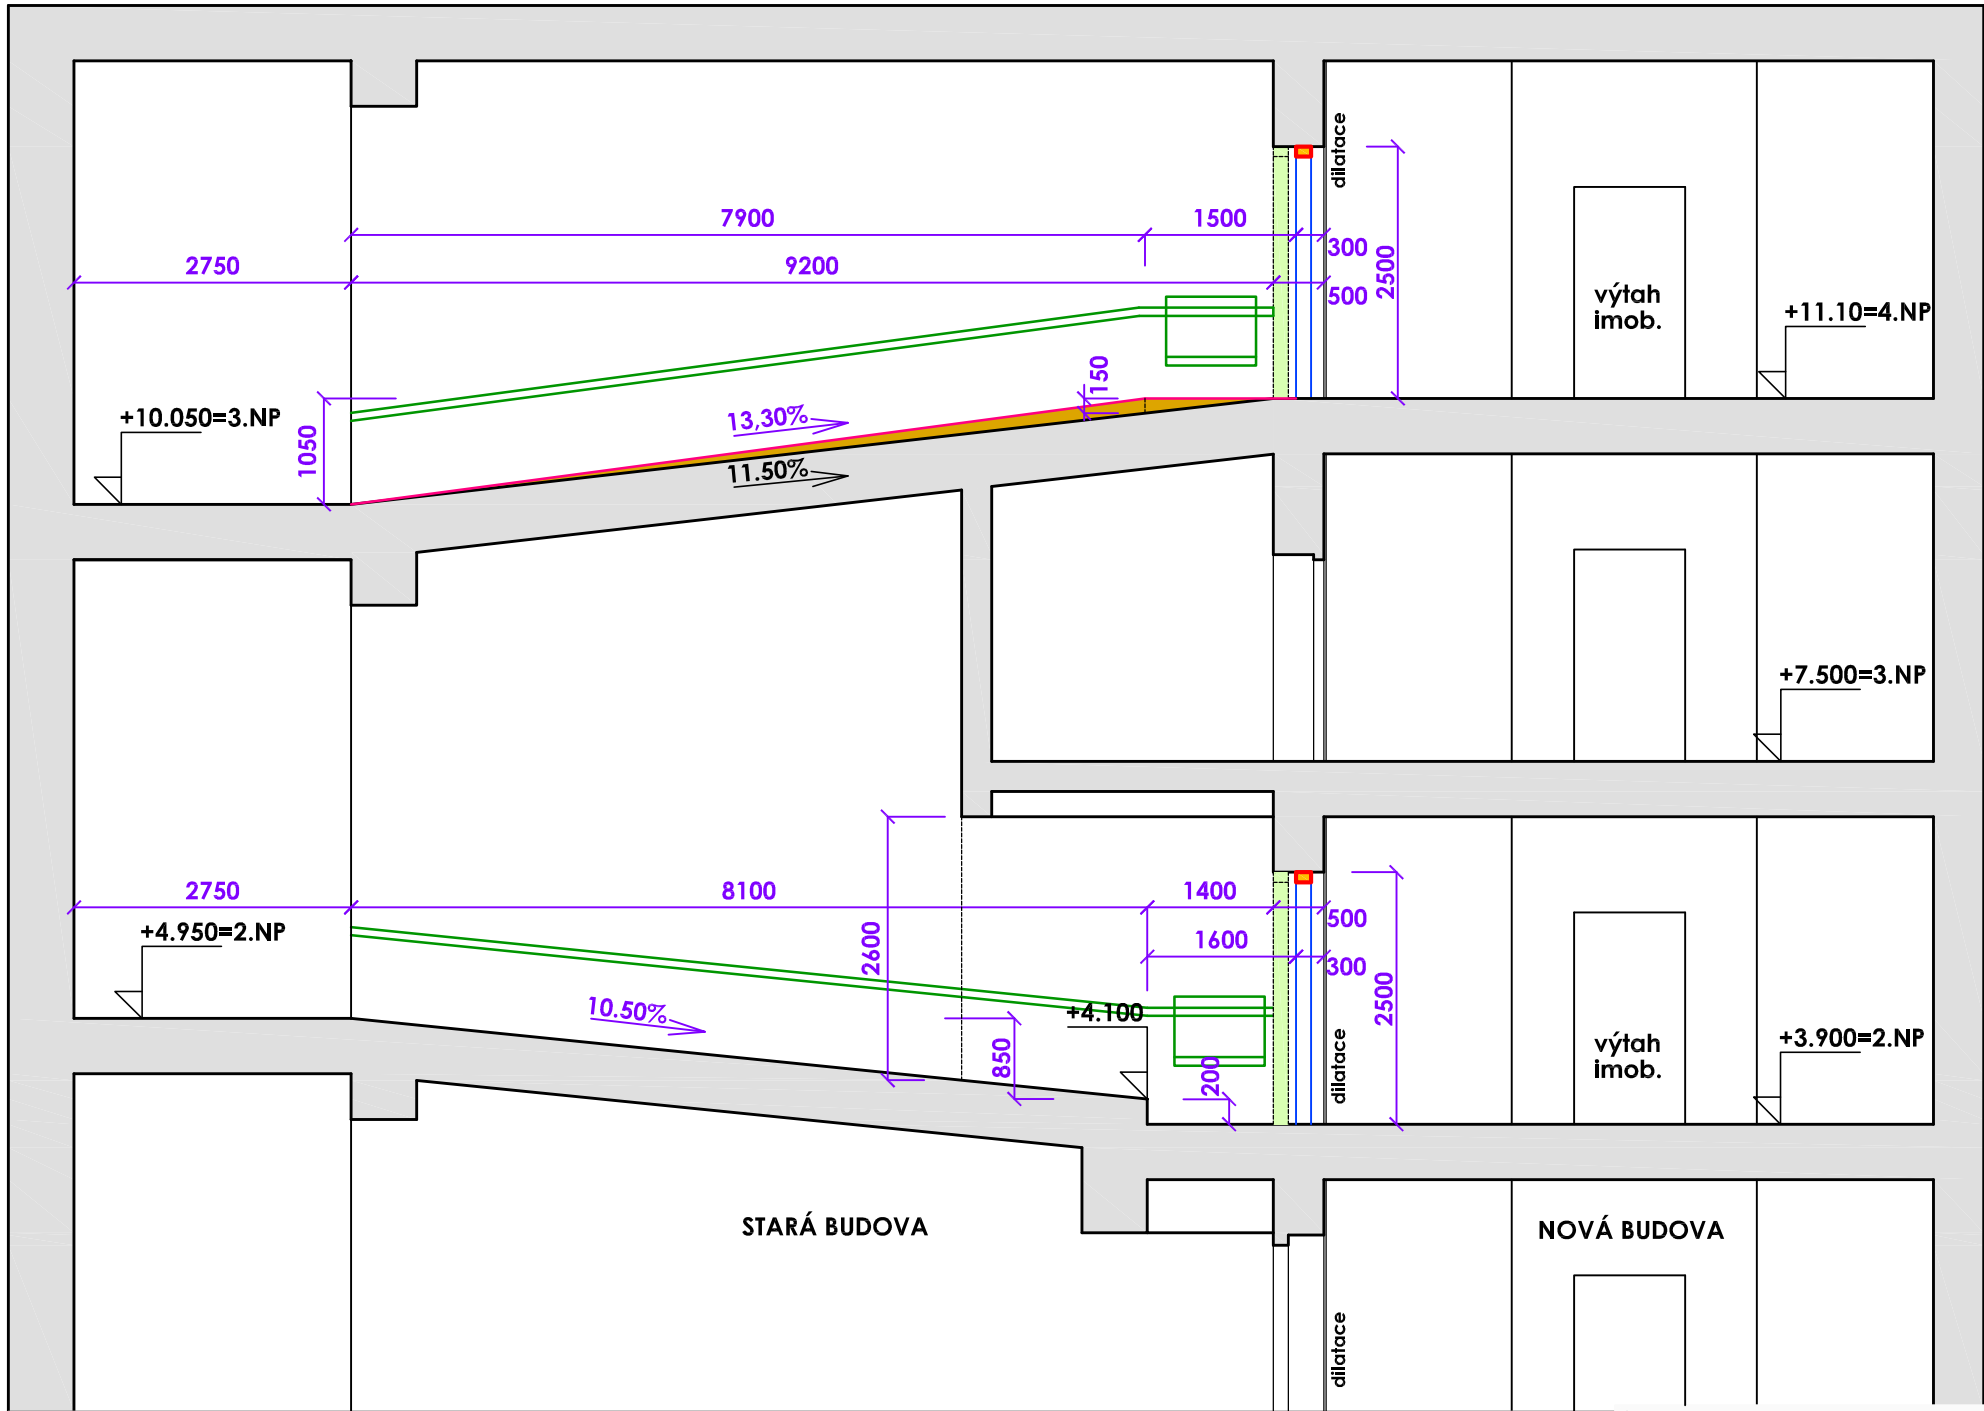 dilatace
7900
1500
300
2750
9200
500
2500
výtah
imob.
+11.10=4.NP
150
+10.050=3.NP
13,30%
1050
11.50%
+7.500=3.NP
2750
8100
1400
500
+4.950=2.NP
2600
1600
300
2500
10.50%
+4.100
850
200
dilatace
výtah
imob.
+3.900=2.NP
STARÁ BUDOVA
NOVÁ BUDOVA
dilatace